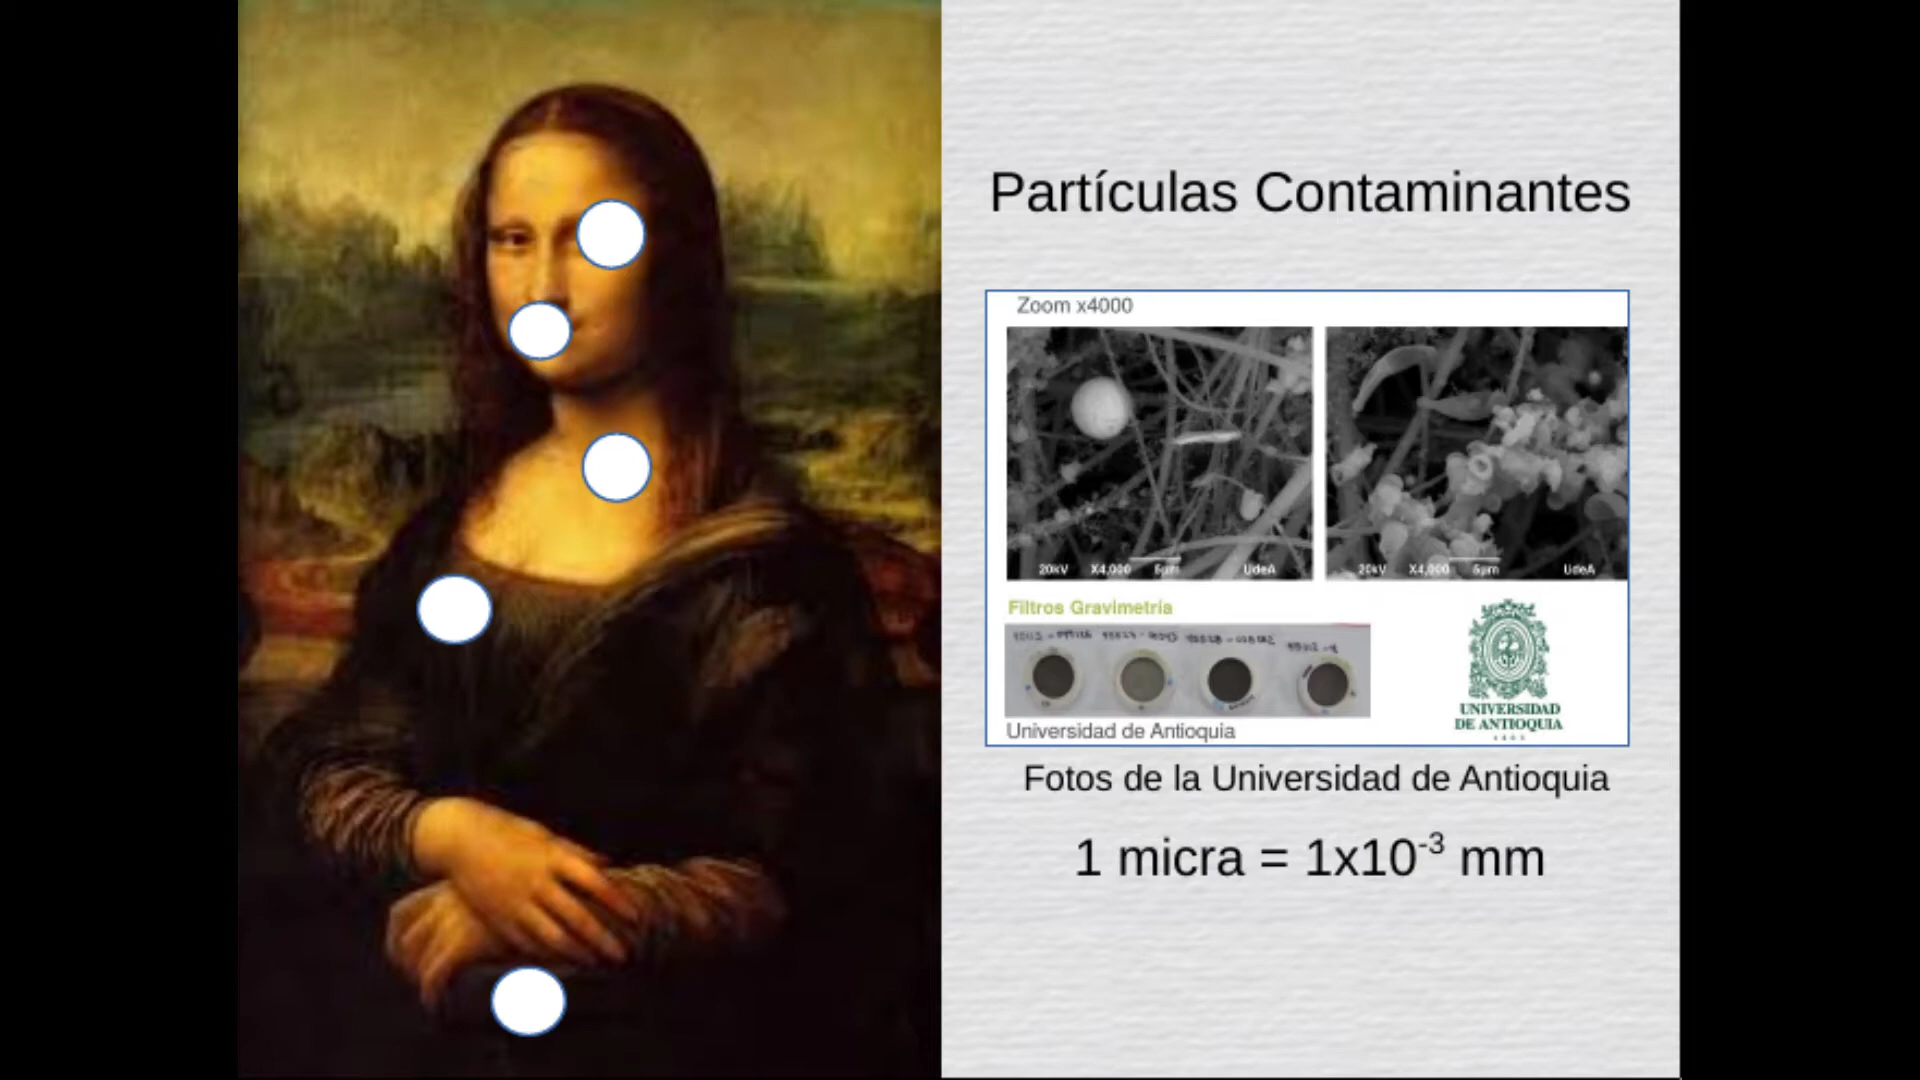 Partículas Contaminantes
Zoom x4000
20kV X4,000 5µm UdeA
20kV X4,000 5µm UdeA
Filtros Gravimetría
UNIVERSIDAD
DE ANTIOQUIA
1803
Universidad de Antioquia
Fotos de la Universidad de Antioquia
1 micra = 1x10⁻³ mm